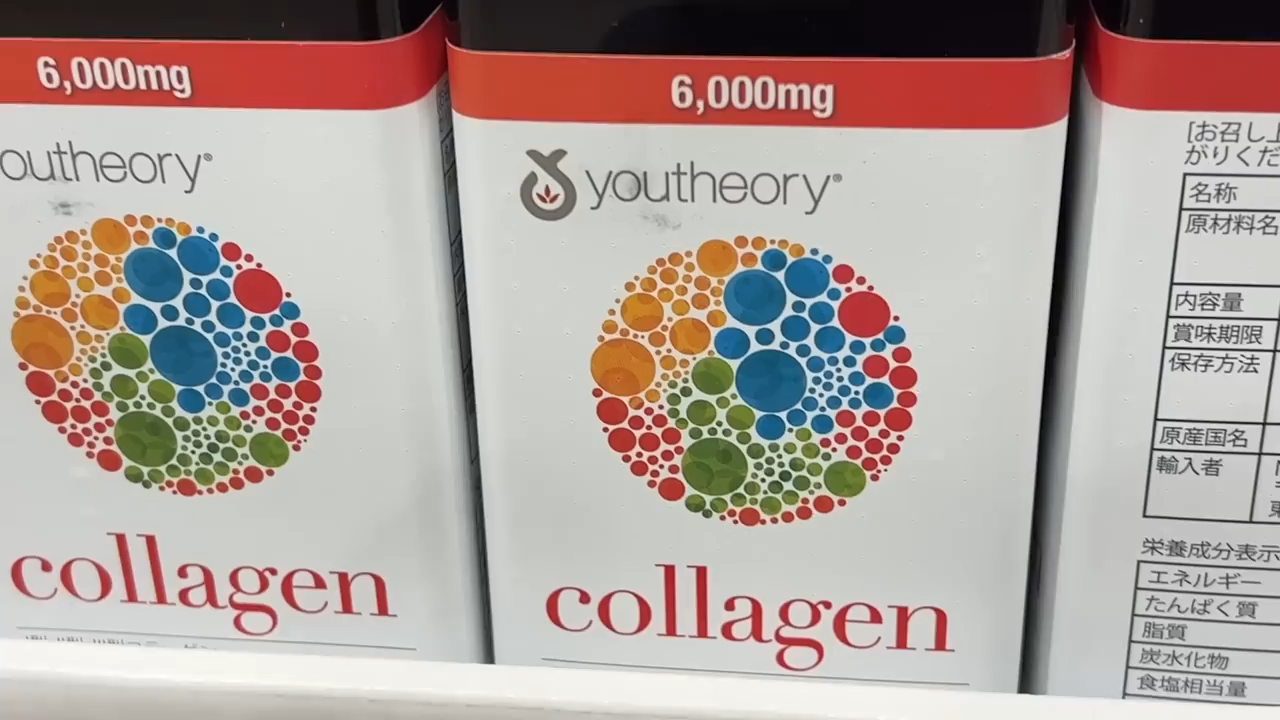 6,000mg
outheory®
collagen
6,000mg
youtheory®
collagen
[お召し上
がりくだ
名称
原材料名
内容量
賞味期限
保存方法
原産国名
輸入者
栄養成分表示
エネルギー
たんぱく質
脂質
炭水化物
食塩相当量